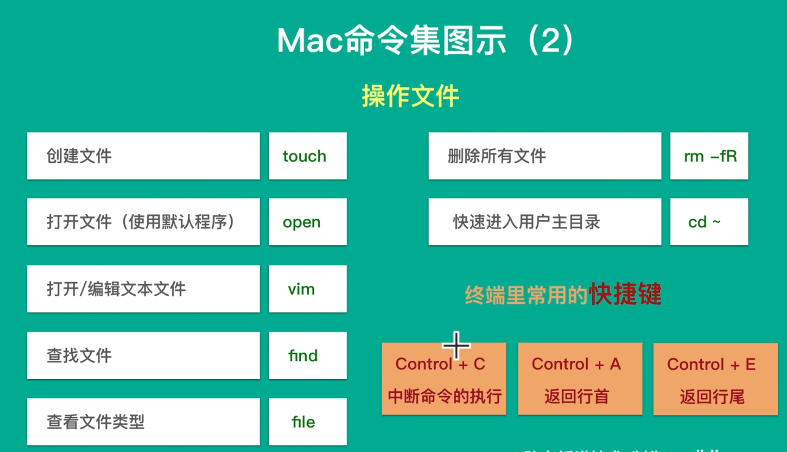 Mac命令集图示（2）
操作文件
创建文件 touch
打开文件（使用默认程序） open
打开/编辑文本文件 vim
查找文件 find
查看文件类型 file
删除所有文件 rm -fR
快速进入用户主目录 cd ~
终端里常用的快捷键
Control + C
中断命令的执行
Control + A
返回行首
Control + E
返回行尾